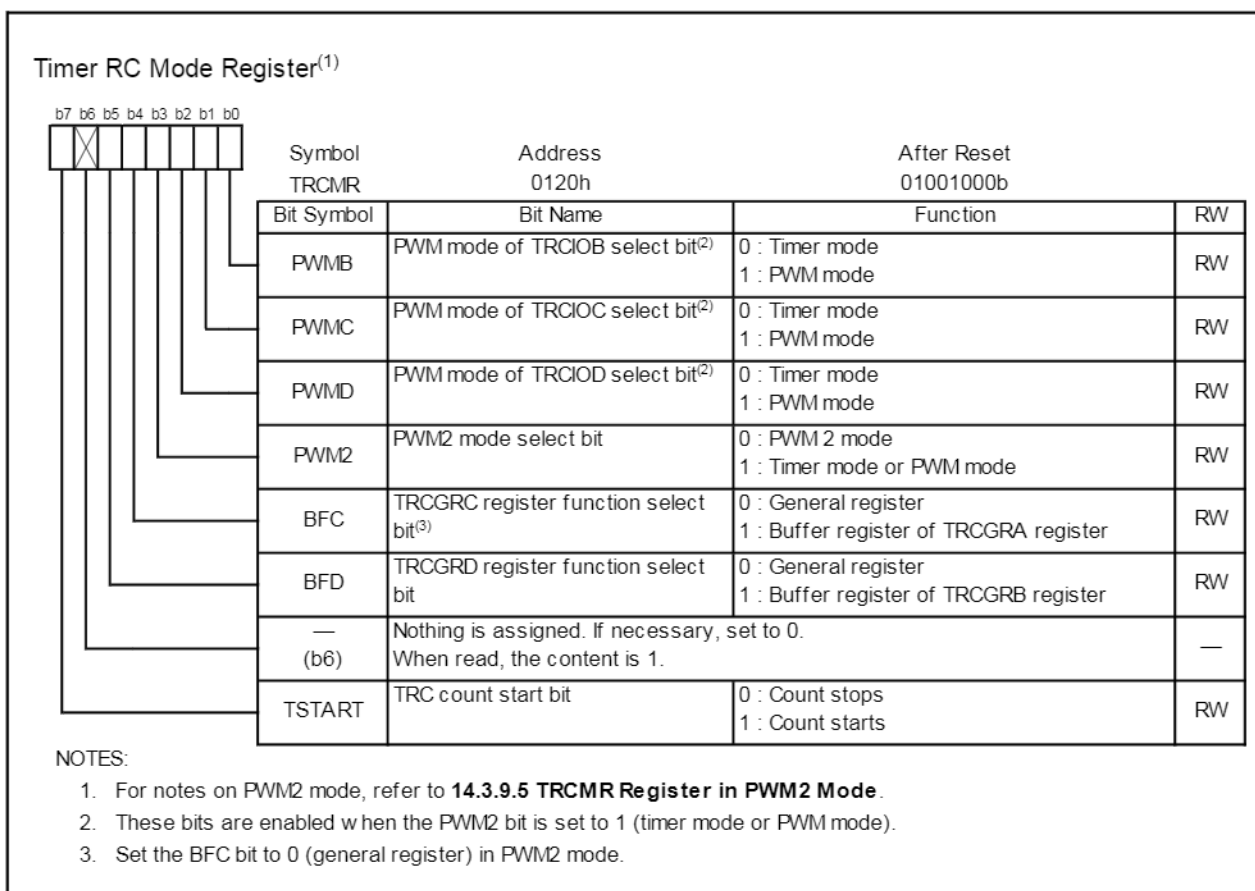 Timer RC Mode Register(1)
b7 b6 b5 b4 b3 b2 b1 b0
Symbol Address After Reset
TRCMR 0120h 01001000b
Bit Symbol Bit Name Function RW
PWMB PWM mode of TRCIOB select bit(2) 0 : Timer mode RW
1 : PWM mode
PWMC PWM mode of TRCIOC select bit(2) 0 : Timer mode RW
1 : PWM mode
PWMD PWM mode of TRCIOD select bit(2) 0 : Timer mode RW
1 : PWM mode
PWM2 PWM2 mode select bit 0 : PWM 2 mode RW
1 : Timer mode or PWM mode
BFC TRCGRC register function select 0 : General register RW
bit(3) 1 : Buffer register of TRCGRA register
BFD TRCGRD register function select 0 : General register RW
bit 1 : Buffer register of TRCGRB register
— Nothing is assigned. If necessary, set to 0. —
(b6) When read, the content is 1.
TSTART TRC count start bit 0 : Count stops RW
1 : Count starts
NOTES:
1. For notes on PWM2 mode, refer to 14.3.9.5 TRCMR Register in PWM2 Mode.
2. These bits are enabled when the PWM2 bit is set to 1 (timer mode or PWM mode).
3. Set the BFC bit to 0 (general register) in PWM2 mode.